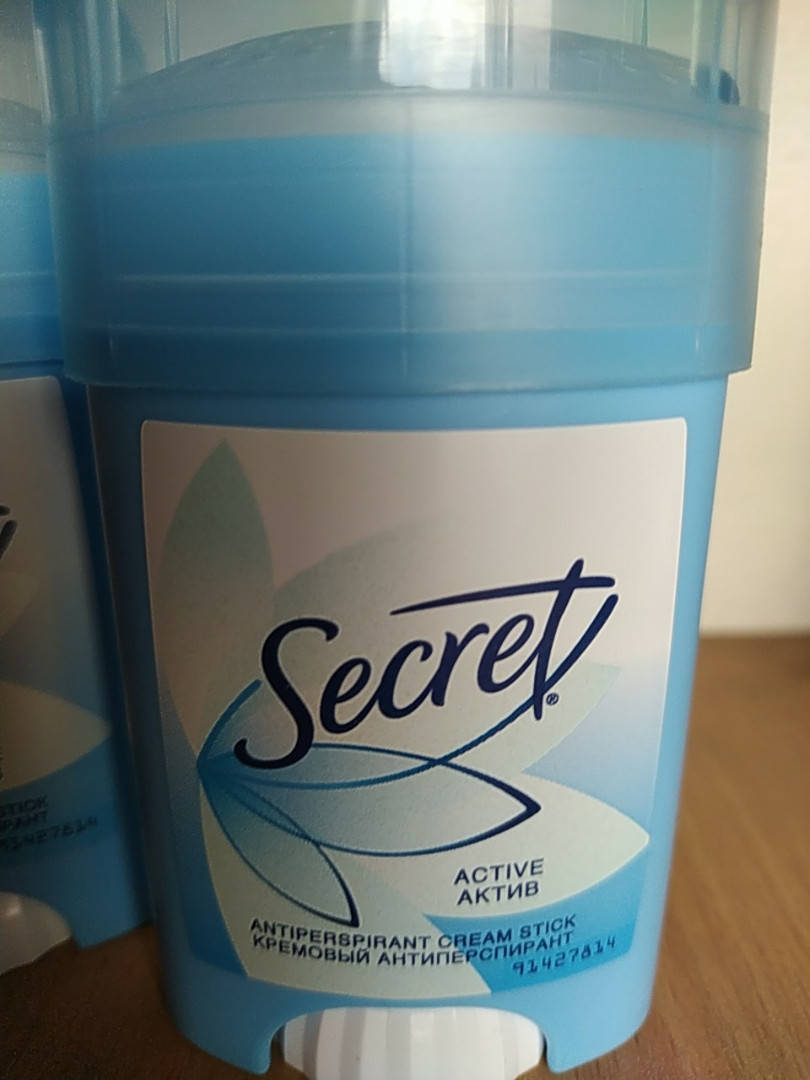 Secret®
ACTIVE
АКТИВ
ANTIPERSPIRANT CREAM STICK
КРЕМОВЫЙ АНТИПЕРСПИРАНТ
91427814